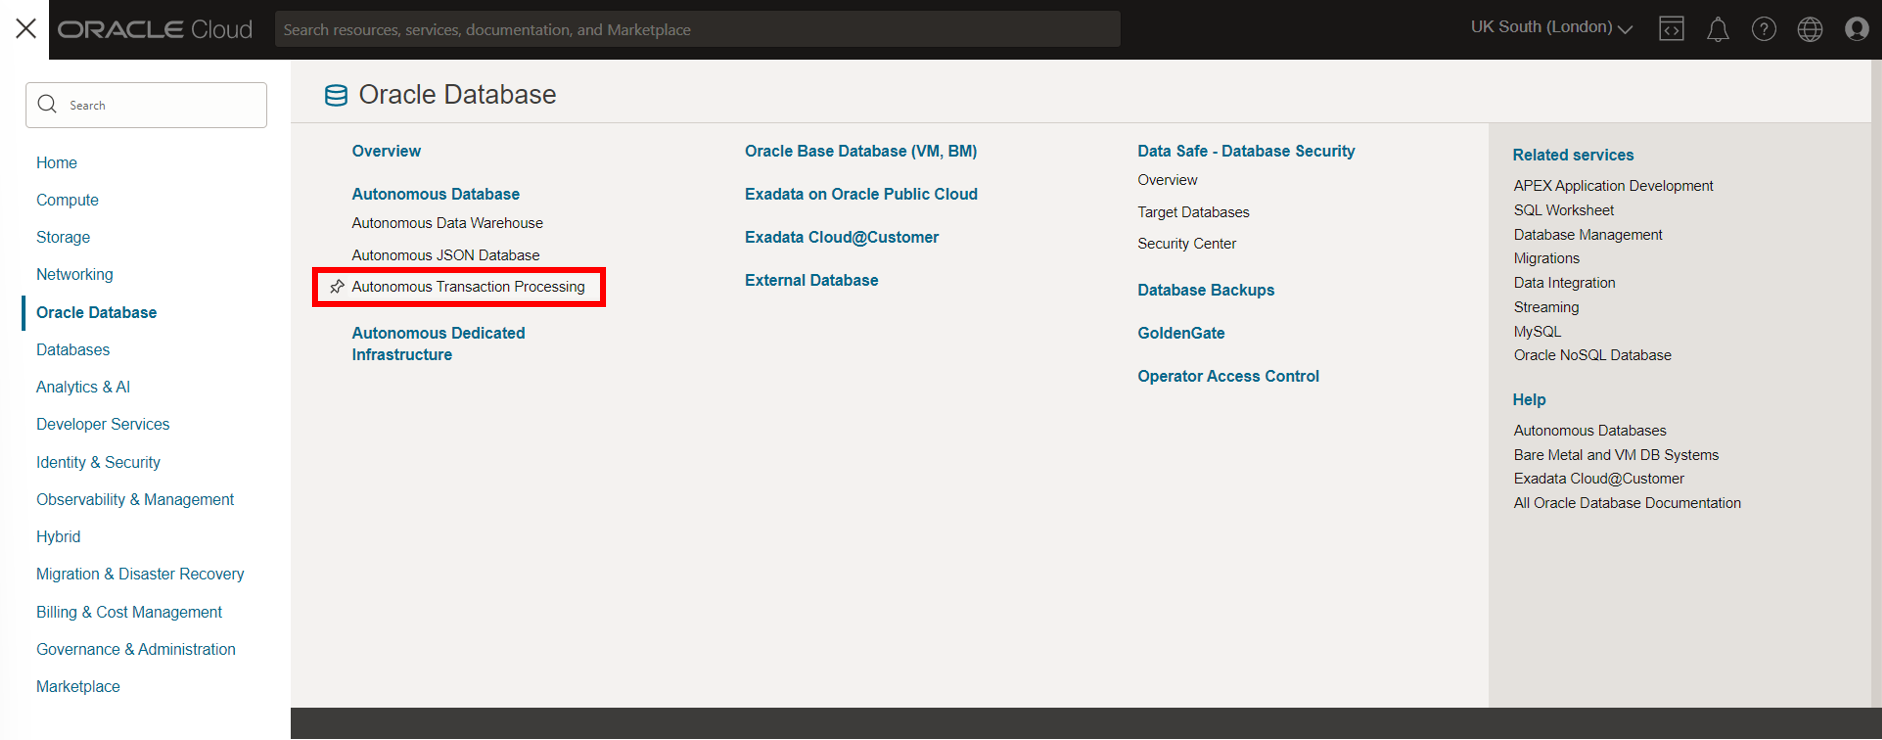 ORACLE Cloud
Search resources, services, documentation, and Marketplace
UK South (London)
Search
Home
Compute
Storage
Networking
Oracle Database
Databases
Analytics & AI
Developer Services
Identity & Security
Observability & Management
Hybrid
Migration & Disaster Recovery
Billing & Cost Management
Governance & Administration
Marketplace
Oracle Database
Overview
Autonomous Database
Autonomous Data Warehouse
Autonomous JSON Database
Autonomous Transaction Processing
Autonomous Dedicated
Infrastructure
Oracle Base Database (VM, BM)
Exadata on Oracle Public Cloud
Exadata Cloud@Customer
External Database
Data Safe - Database Security
Overview
Target Databases
Security Center
Database Backups
GoldenGate
Operator Access Control
Related services
APEX Application Development
SQL Worksheet
Database Management
Migrations
Data Integration
Streaming
MySQL
Oracle NoSQL Database
Help
Autonomous Databases
Bare Metal and VM DB Systems
Exadata Cloud@Customer
All Oracle Database Documentation